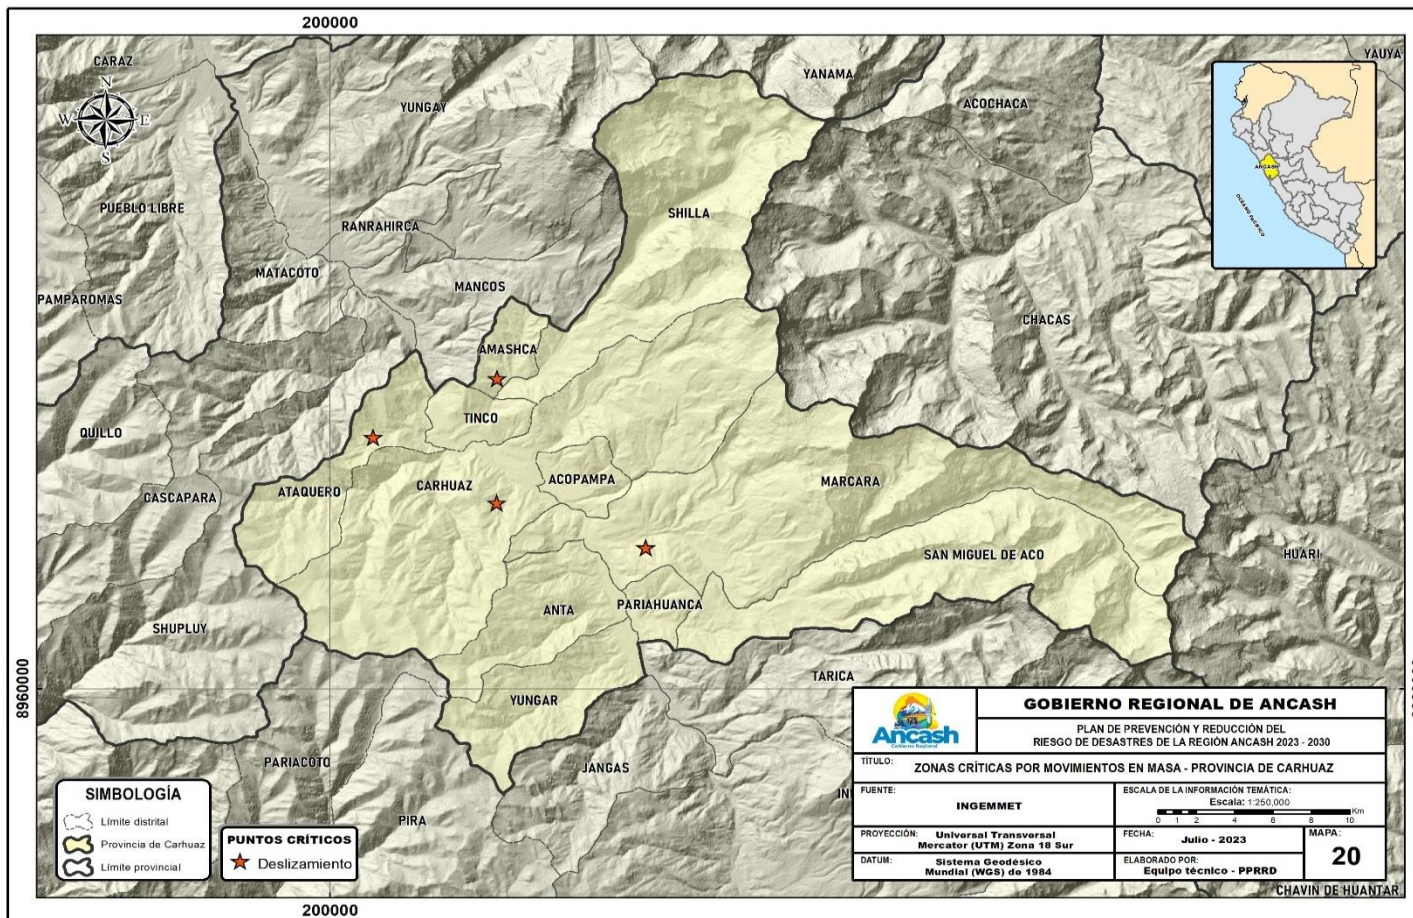 200000
CARAZ
YANAMA
YAUYA
YUNGAY
ACOCHACA
N
W
E
S
ANCASH
OCÉANO PACÍFICO
PUEBLO LIBRE
SHILLA
RANRAHIRCA
MATACOTO
MANCOS
PAMPAROMAS
CHACAS
AMASHCA
TINCO
QUILLO
ATAQUERO
CARHUAZ
ACOPAMPA
MARCARA
CASCAPARA
SAN MIGUEL DE ACO
HUARI
ANTA
PARIAHUANCA
SHUPLUY
TARICA
8960000
YUNGAR
PARIACOTO
JANGAS
PIRA
CHAVIN DE HUANTAR
200000
SIMBOLOGÍA
Límite distrital
Provincia de Carhuaz
Límite provincial
PUNTOS CRÍTICOS
Deslizamiento
Ancash
Gobierno Regional
GOBIERNO REGIONAL DE ANCASH
PLAN DE PREVENCIÓN Y REDUCCIÓN DEL
RIESGO DE DESASTRES DE LA REGIÓN ANCASH 2023 - 2030
TÍTULO: ZONAS CRÍTICAS POR MOVIMIENTOS EN MASA - PROVINCIA DE CARHUAZ
FUENTE:
INGEMMET
ESCALA DE LA INFORMACIÓN TEMÁTICA:
Escala: 1:250,000
Km
0 1 2 4 6 8 10
PROYECCIÓN: Universal Transversal
Mercator (UTM) Zona 18 Sur
FECHA: Julio - 2023
MAPA:
20
DATUM: Sistema Geodésico
Mundial (WGS) de 1984
ELABORADO POR:
Equipo técnico - PPRRD